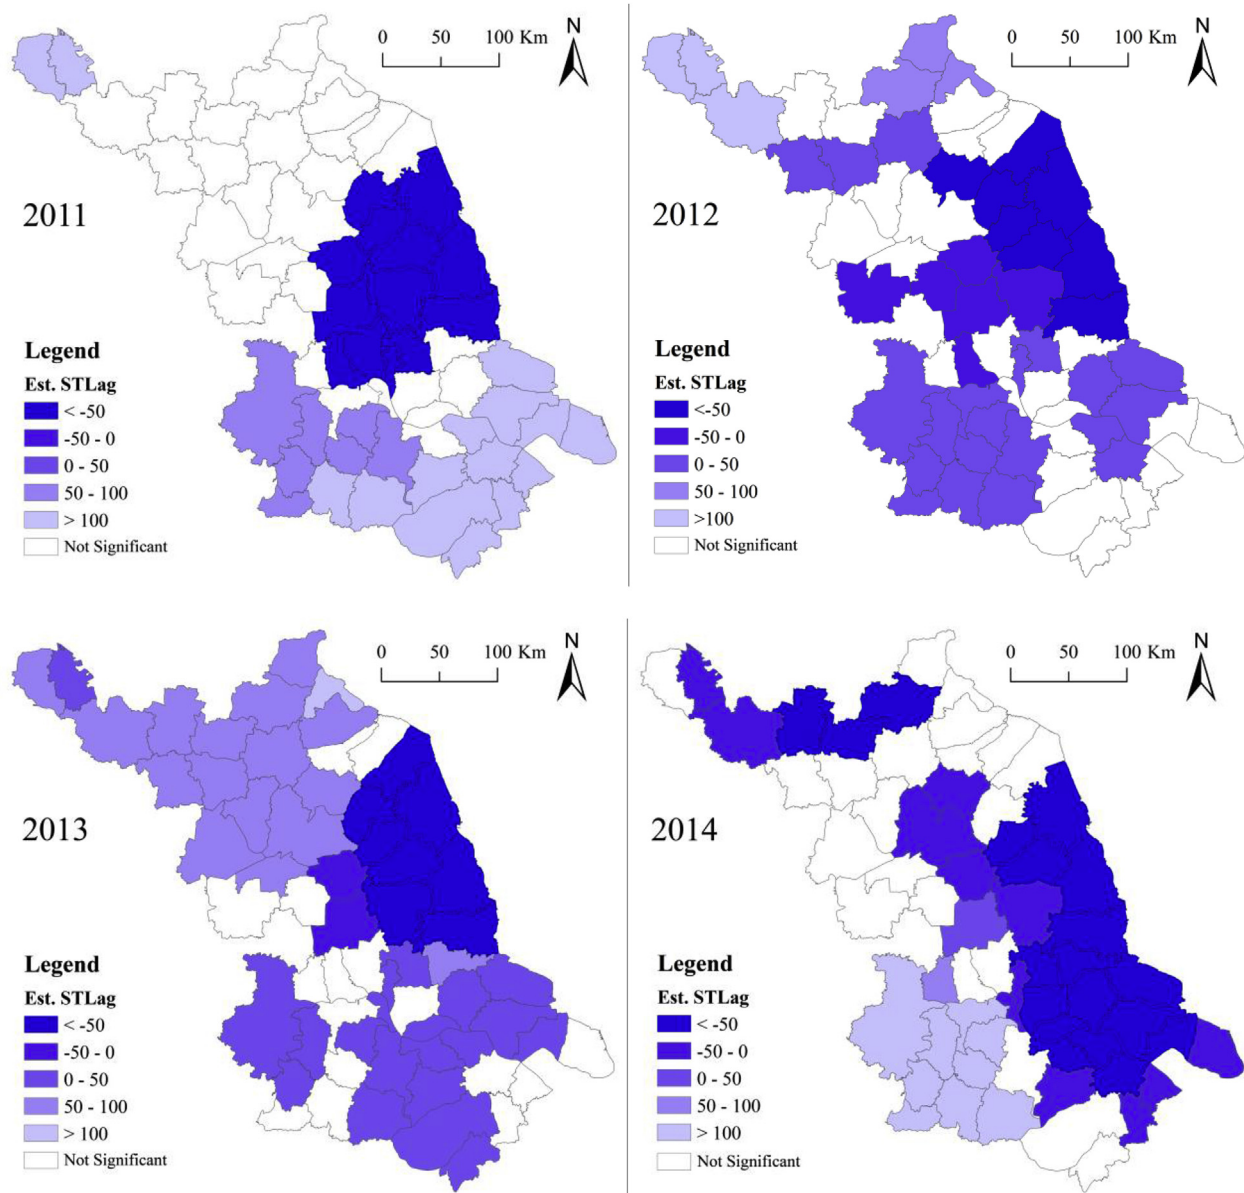 N
0 50 100 Km
2011
Legend
Est. STLag
< -50
-50 - 0
0 - 50
50 - 100
> 100
Not Significant
N
0 50 100 Km
2012
Legend
Est. STLag
<-50
-50 - 0
0 - 50
50 - 100
>100
Not Significant
N
0 50 100 Km
2013
Legend
Est. STLag
< -50
-50 - 0
0 - 50
50 - 100
> 100
Not Significant
N
0 50 100 Km
2014
Legend
Est. STLag
< -50
-50 - 0
0 - 50
50 - 100
> 100
Not Significant